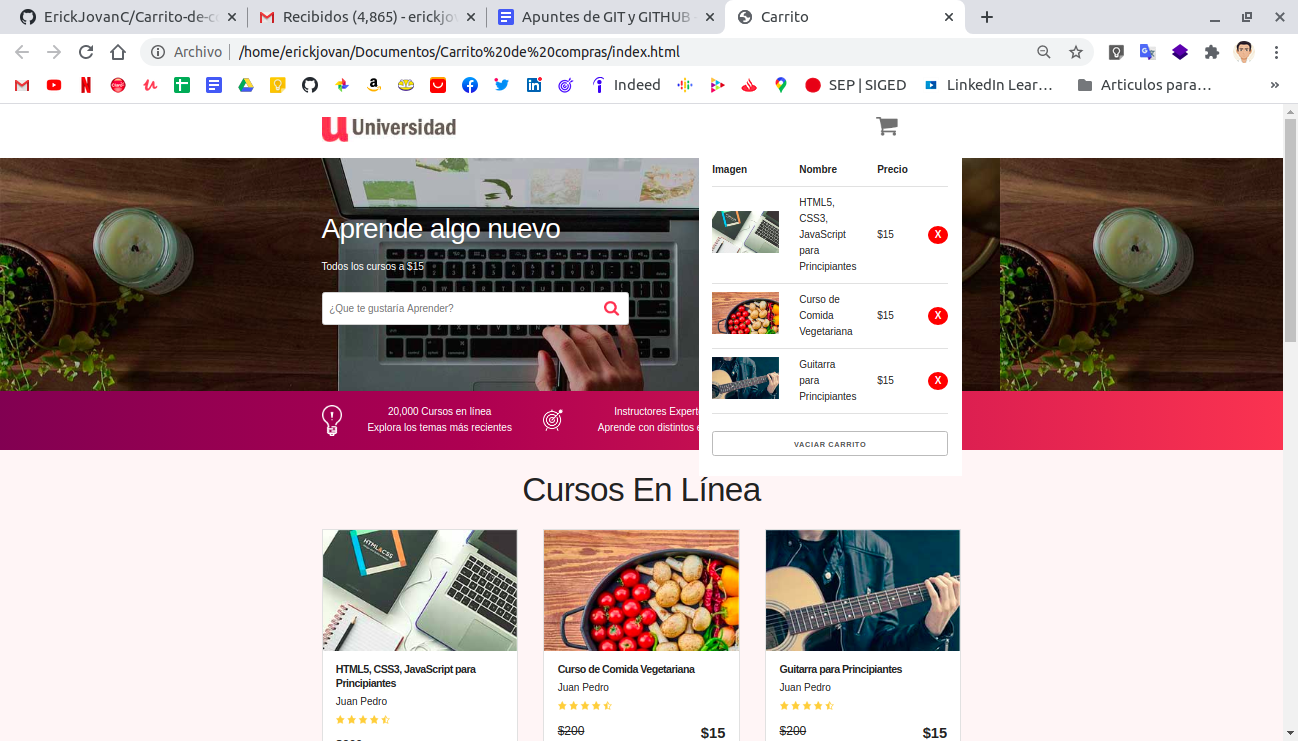 ErickJovanC/Carrito-de-c
Recibidos (4,865) - erickjov
Apuntes de GIT y GITHUB
Carrito
Archivo
/home/erickjovan/Documentos/Carrito%20de%20compras/index.html
Indeed
SEP | SIGED
LinkedIn Lear…
Articulos para…
»
u Universidad
Imagen Nombre Precio
HTML5,
CSS3,
JavaScript
para
Principiantes
$15
X
Curso de
Comida
Vegetariana
$15
X
Guitarra
para
Principiantes
$15
X
VACIAR CARRITO
Aprende algo nuevo
Todos los cursos a $15
¿Que te gustaría Aprender?
20,000 Cursos en línea
Explora los temas más recientes
Instructores Expert
Aprende con distintos e
Cursos En Línea
HTML&CSS
HTML5, CSS3, JavaScript para
Principiantes
Juan Pedro
Curso de Comida Vegetariana
Juan Pedro
$200 $15
Guitarra para Principiantes
Juan Pedro
$200 $15